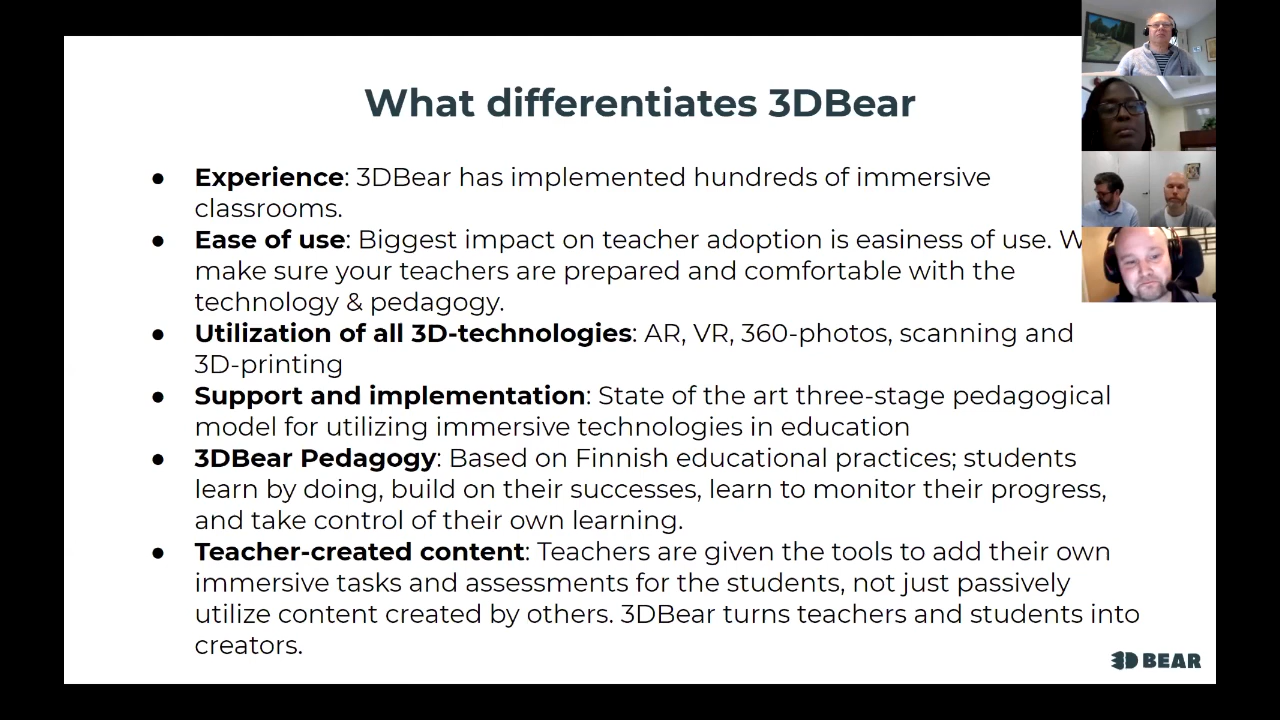 What differentiates 3DBear
● Experience: 3DBear has implemented hundreds of immersive
classrooms.
● Ease of use: Biggest impact on teacher adoption is easiness of use.
make sure your teachers are prepared and comfortable with the
technology & pedagogy.
● Utilization of all 3D-technologies: AR, VR, 360-photos, scanning and
3D-printing
● Support and implementation: State of the art three-stage pedagogical
model for utilizing immersive technologies in education
● 3DBear Pedagogy: Based on Finnish educational practices; students
learn by doing, build on their successes, learn to monitor their progress,
and take control of their own learning.
● Teacher-created content: Teachers are given the tools to add their own
immersive tasks and assessments for the students, not just passively
utilize content created by others. 3DBear turns teachers and students into
creators.
3D BEAR